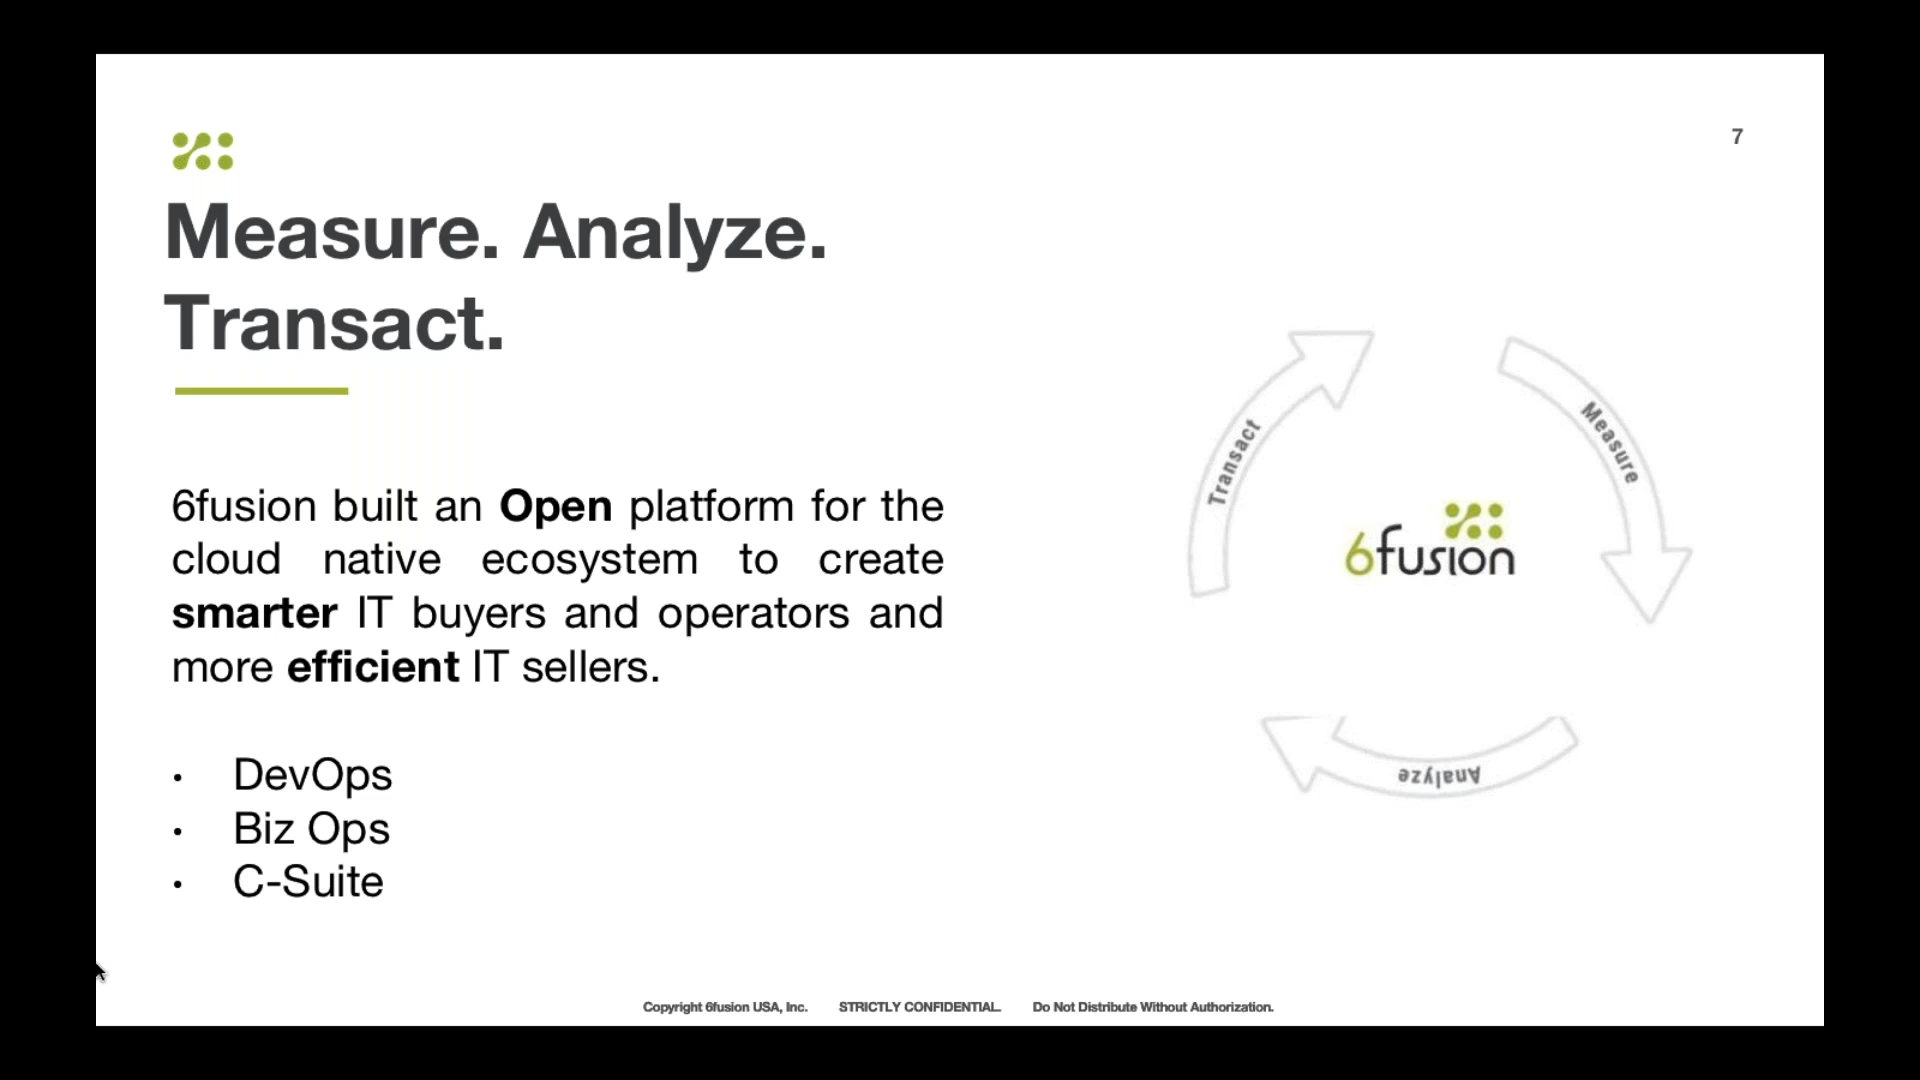 7
Measure. Analyze.
Transact.
6fusion built an Open platform for the
cloud native ecosystem to create
smarter IT buyers and operators and
more efficient IT sellers.
• DevOps
• Biz Ops
• C-Suite
Transact
Measure
6fusion
Analyze
Copyright 6fusion USA, Inc. STRICTLY CONFIDENTIAL. Do Not Distribute Without Authorization.